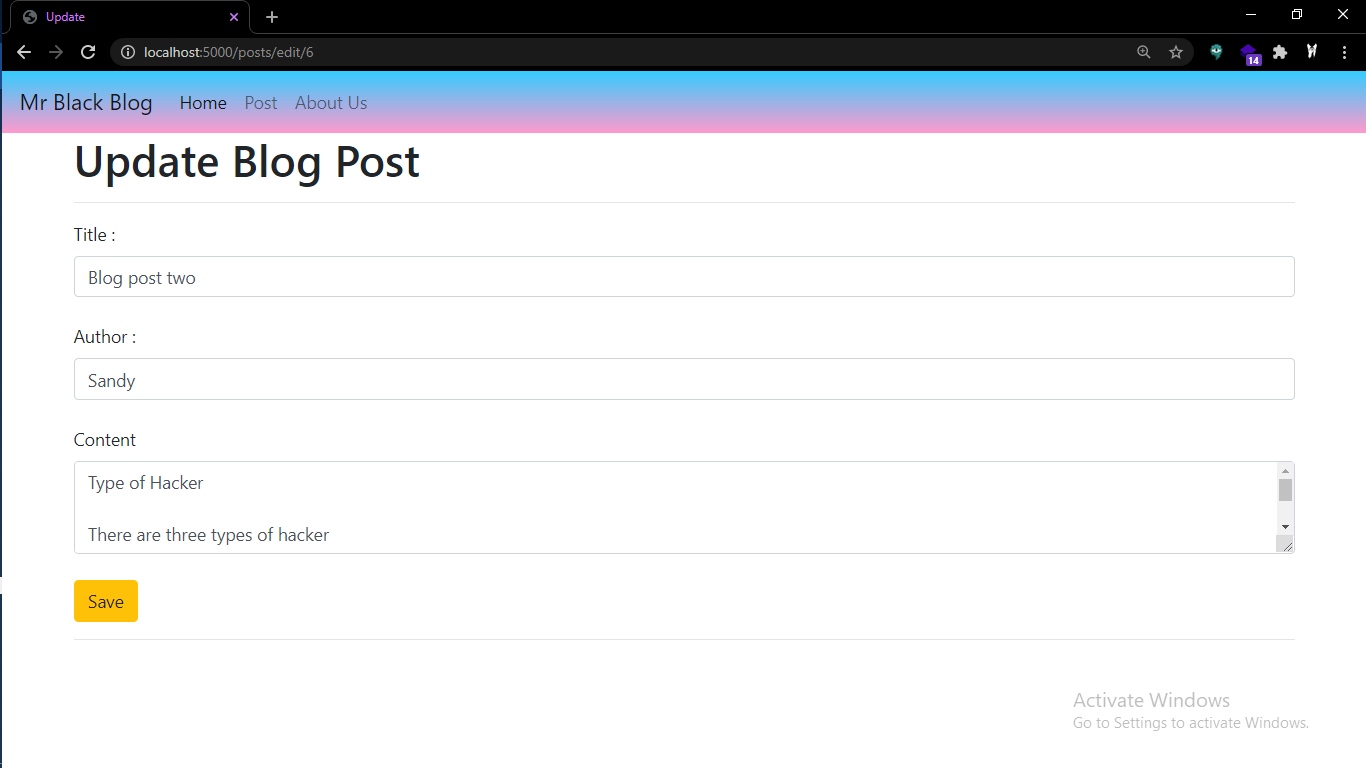 Update
localhost:5000/posts/edit/6
14
Mr Black Blog Home Post About Us
Update Blog Post
Title :
Blog post two
Author :
Sandy
Content
Type of Hacker
There are three types of hacker
Save
Activate Windows
Go to Settings to activate Windows.